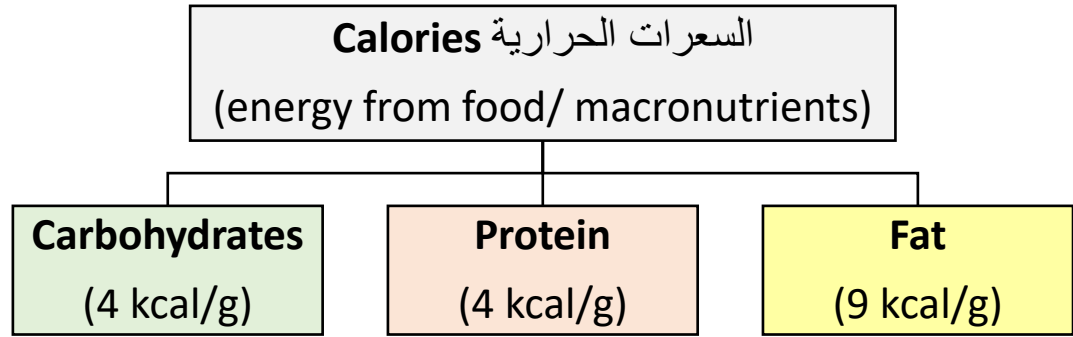 Calories السعرات الحرارية
(energy from food/ macronutrients)
Carbohydrates
(4 kcal/g)
Protein
(4 kcal/g)
Fat
(9 kcal/g)